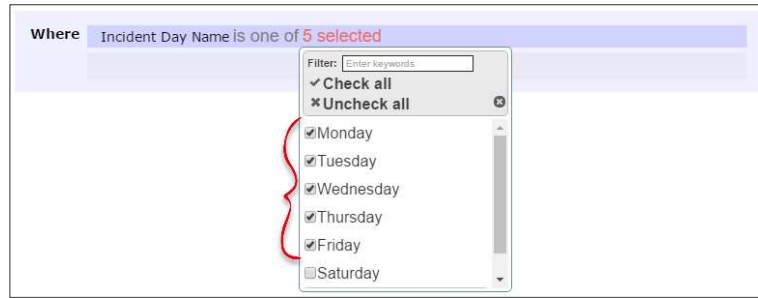 Where Incident Day Name is one of 5 selected
Filter: Enter keywords
Check all
Uncheck all
Monday
Tuesday
Wednesday
Thursday
Friday
Saturday